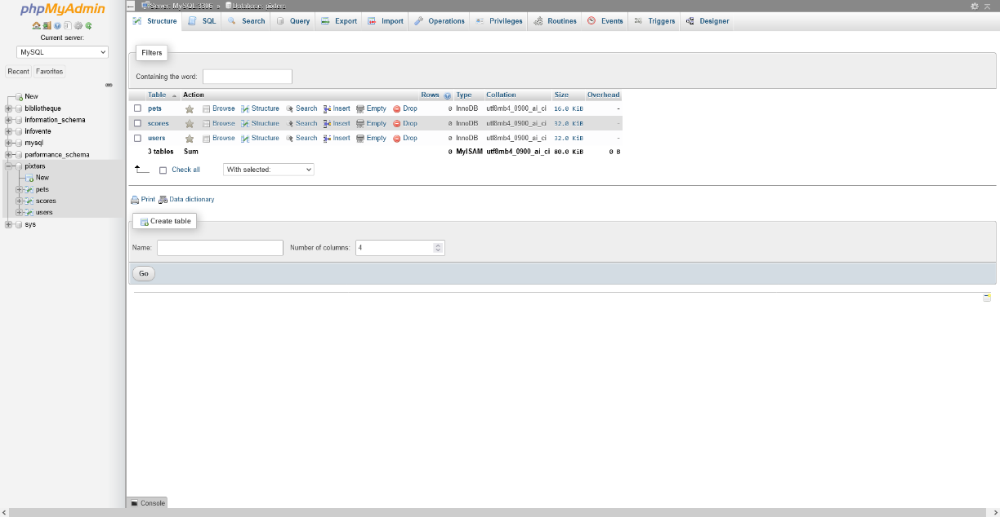 phpMyAdmin
Current server:
MySQL
Recent Favorites
New
bibliotheque
information_schema
infovente
mysql
performance_schema
pixters
New
pets
scores
users
sys
Server: MySQL:3306 » Database: pixters
Structure SQL Search Query Export Import Operations Privileges Routines Events Triggers Designer
Filters
Containing the word:
Table Action Rows Type Collation Size Overhead
pets Browse Structure Search Insert Empty Drop 0 InnoDB utf8mb4_0900_ai_ci 16.0 KiB -
scores Browse Structure Search Insert Empty Drop 0 InnoDB utf8mb4_0900_ai_ci 32.0 KiB -
users Browse Structure Search Insert Empty Drop 0 InnoDB utf8mb4_0900_ai_ci 32.0 KiB -
3 tables Sum 0 MyISAM utf8mb4_0900_ai_ci 80.0 KiB 0 B
Check all With selected:
Print Data dictionary
Create table
Name: Number of columns: 4
Go
Console